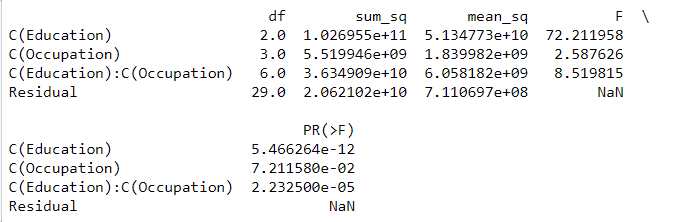 df sum_sq mean_sq F \
C(Education) 2.0 1.026955e+11 5.134773e+10 72.211958
C(Occupation) 3.0 5.519946e+09 1.839982e+09 2.587626
C(Education):C(Occupation) 6.0 3.634909e+10 6.058182e+09 8.519815
Residual 29.0 2.062102e+10 7.110697e+08 NaN
PR(>F)
C(Education) 5.466264e-12
C(Occupation) 7.211580e-02
C(Education):C(Occupation) 2.232500e-05
Residual NaN